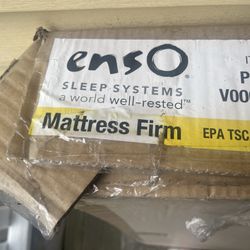 ensO
SLEEP SYSTEMS
a world well-rested™
Mattress Firm
EPA TSC